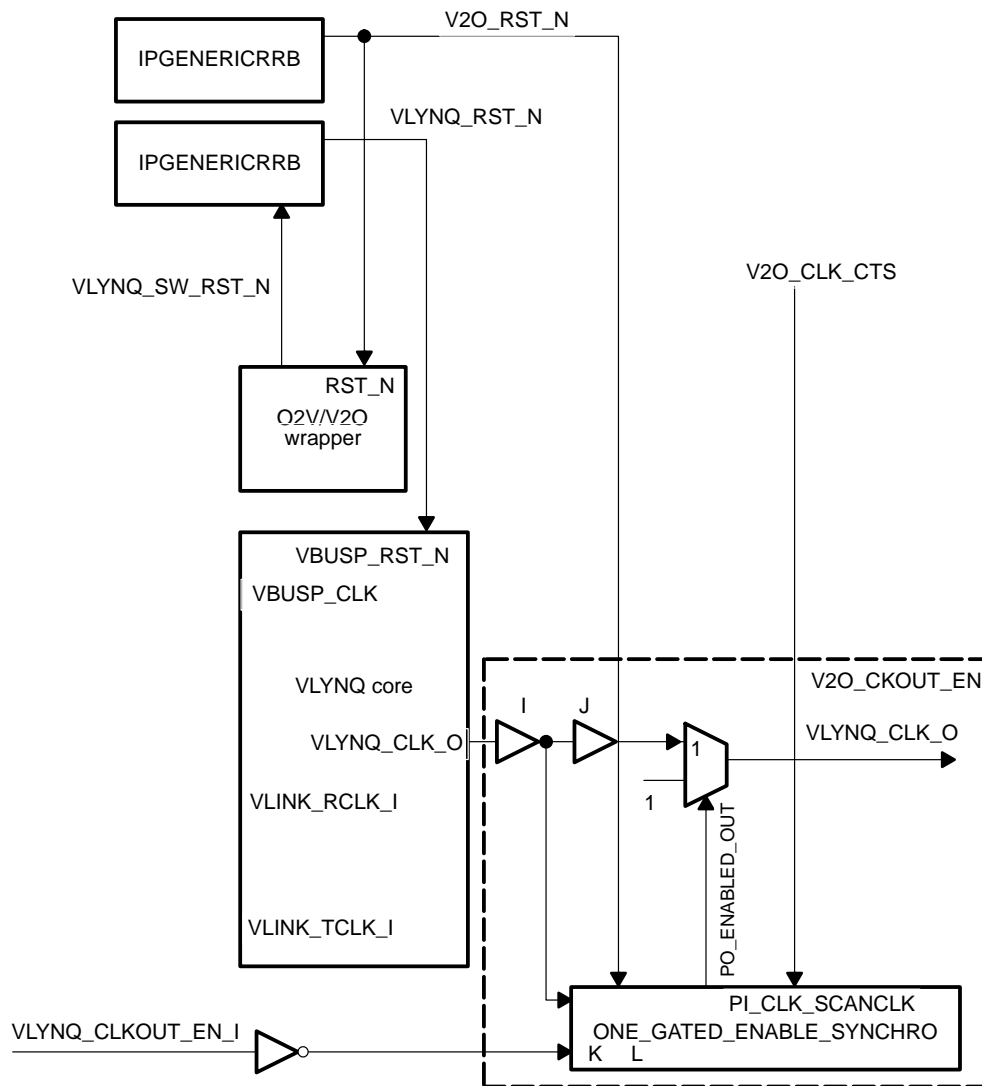 V2O_RST_N
IPGENERICRRB
VLYNQ_RST_N
IPGENERICRRB
V2O_CLK_CTS
VLYNQ_SW_RST_N
RST_N
O2V/V2O
wrapper
VBUSP_RST_N
VBUSP_CLK
VLYNQ core
V2O_CKOUT_EN
I
J
VLYNQ_CLK_O
VLYNQ_CLK_O
1
1
VLINK_RCLK_I
PO_ENABLED_OUT
VLINK_TCLK_I
PI_CLK_SCANCLK
VLYNQ_CLKOUT_EN_I
ONE_GATED_ENABLE_SYNCHRO
K L